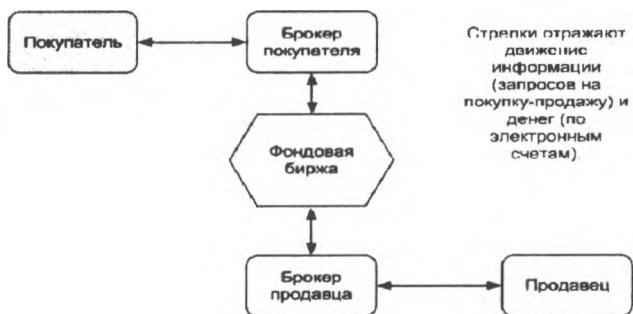 Покупатель
Брокер
покупателя
Стрелки отражают
движение
информации
(запросов на
покупку-продажу) и
денег (по
электронным
счетам)
Фондовая
биржа
Брокер
продавца
Продавец